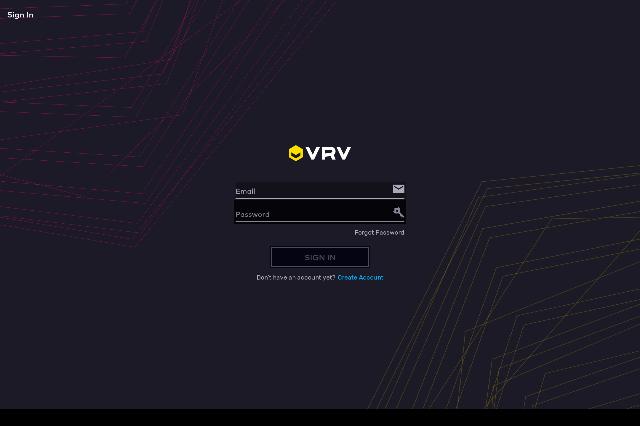 Sign In
VRV
Email
Password
Forgot Password
SIGN IN
Don't have an account yet? Create Account